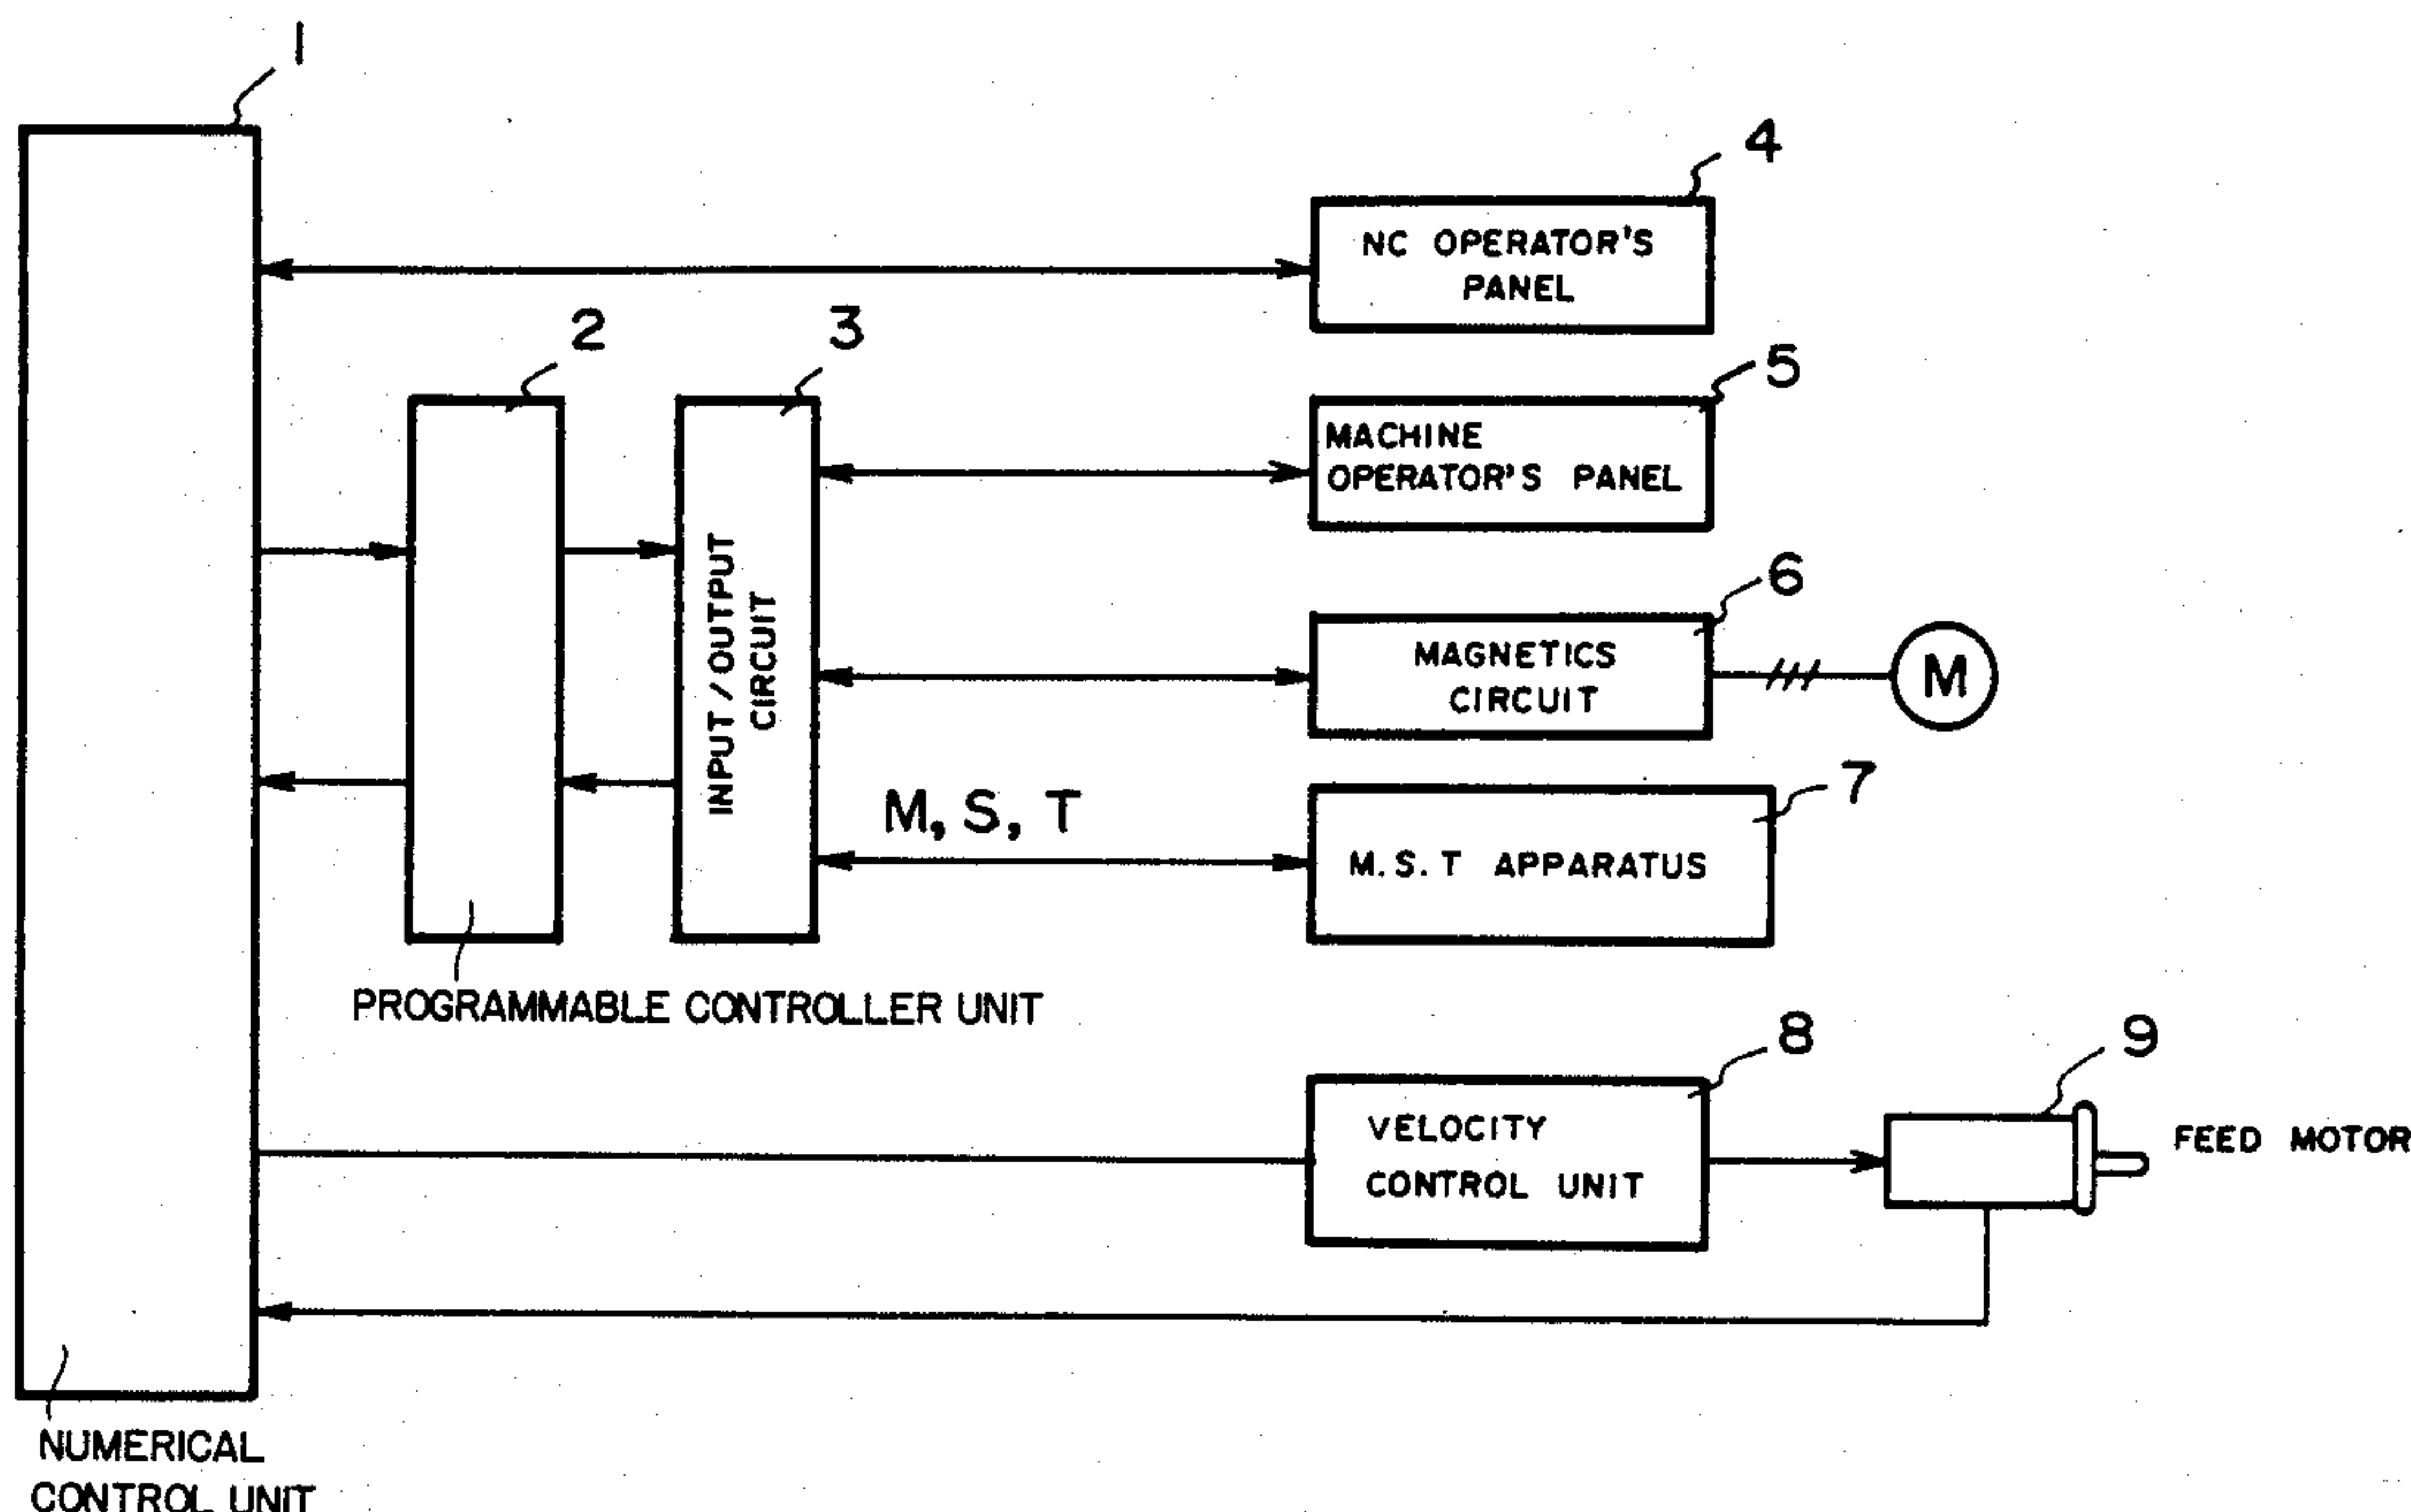 1
4
NC OPERATOR'S
PANEL
2
3
5
MACHINE
OPERATOR'S PANEL
INPUT/OUTPUT
CIRCUIT
6
MAGNETICS
CIRCUIT
M
7
M, S, T
M.S.T APPARATUS
PROGRAMMABLE CONTROLLER UNIT
8
9
VELOCITY
CONTROL UNIT
FEED MOTOR
NUMERICAL
CONTROL UNIT